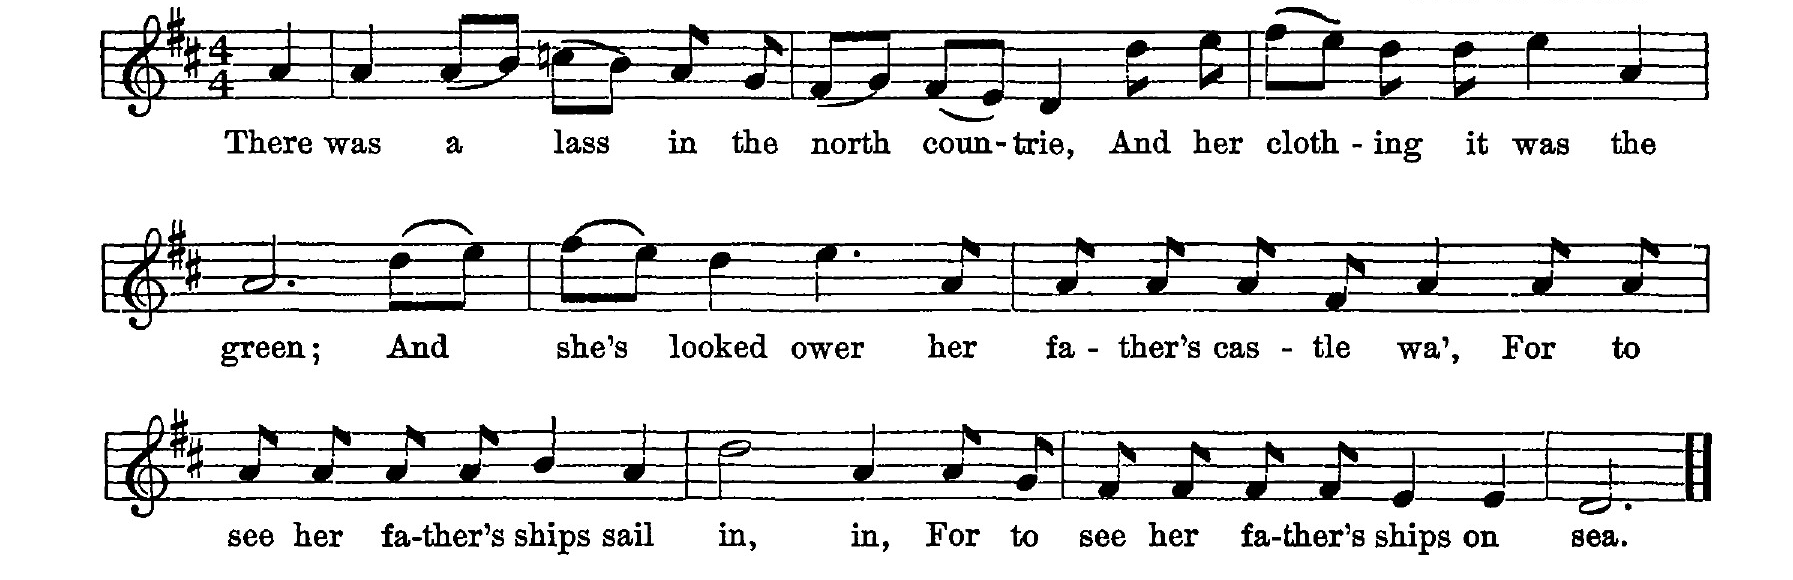 4
4
There was a lass in the north coun-trie, And her cloth - ing it was the
green; And she's looked ower her fa - ther's cas - tle wa', For to
see her fa-ther's ships sail in, in, For to see her fa-ther's ships on sea.